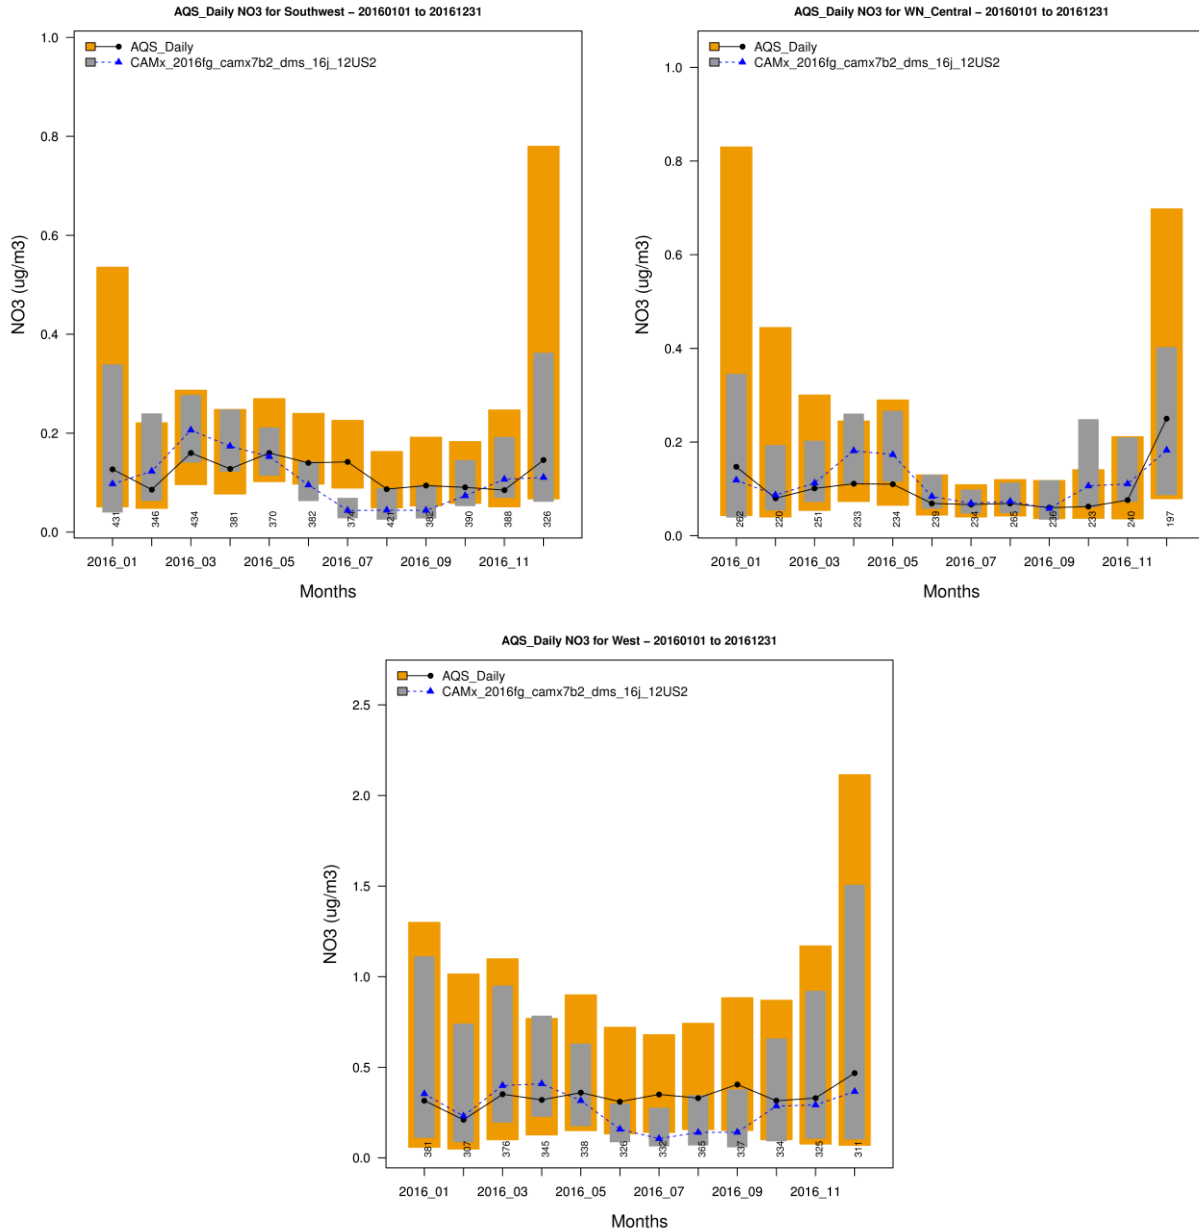 AQS_Daily NO3 for Southwest − 20160101 to 20161231
AQS_Daily
CAMx_2016fg_camx7b2_dms_16j_12US2
NO3 (ug/m3)
1.0
0.8
0.6
0.4
0.2
0.0
431 346 434 381 370 382 374 421 382 390 388 326
2016_01 2016_03 2016_05 2016_07 2016_09 2016_11
Months
AQS_Daily NO3 for WN_Central − 20160101 to 20161231
AQS_Daily
CAMx_2016fg_camx7b2_dms_16j_12US2
NO3 (ug/m3)
1.0
0.8
0.6
0.4
0.2
0.0
262 220 251 233 234 239 234 265 236 233 240 197
2016_01 2016_03 2016_05 2016_07 2016_09 2016_11
Months
AQS_Daily NO3 for West − 20160101 to 20161231
AQS_Daily
CAMx_2016fg_camx7b2_dms_16j_12US2
NO3 (ug/m3)
2.5
2.0
1.5
1.0
0.5
0.0
381 307 376 345 338 326 332 365 337 334 325 311
2016_01 2016_03 2016_05 2016_07 2016_09 2016_11
Months